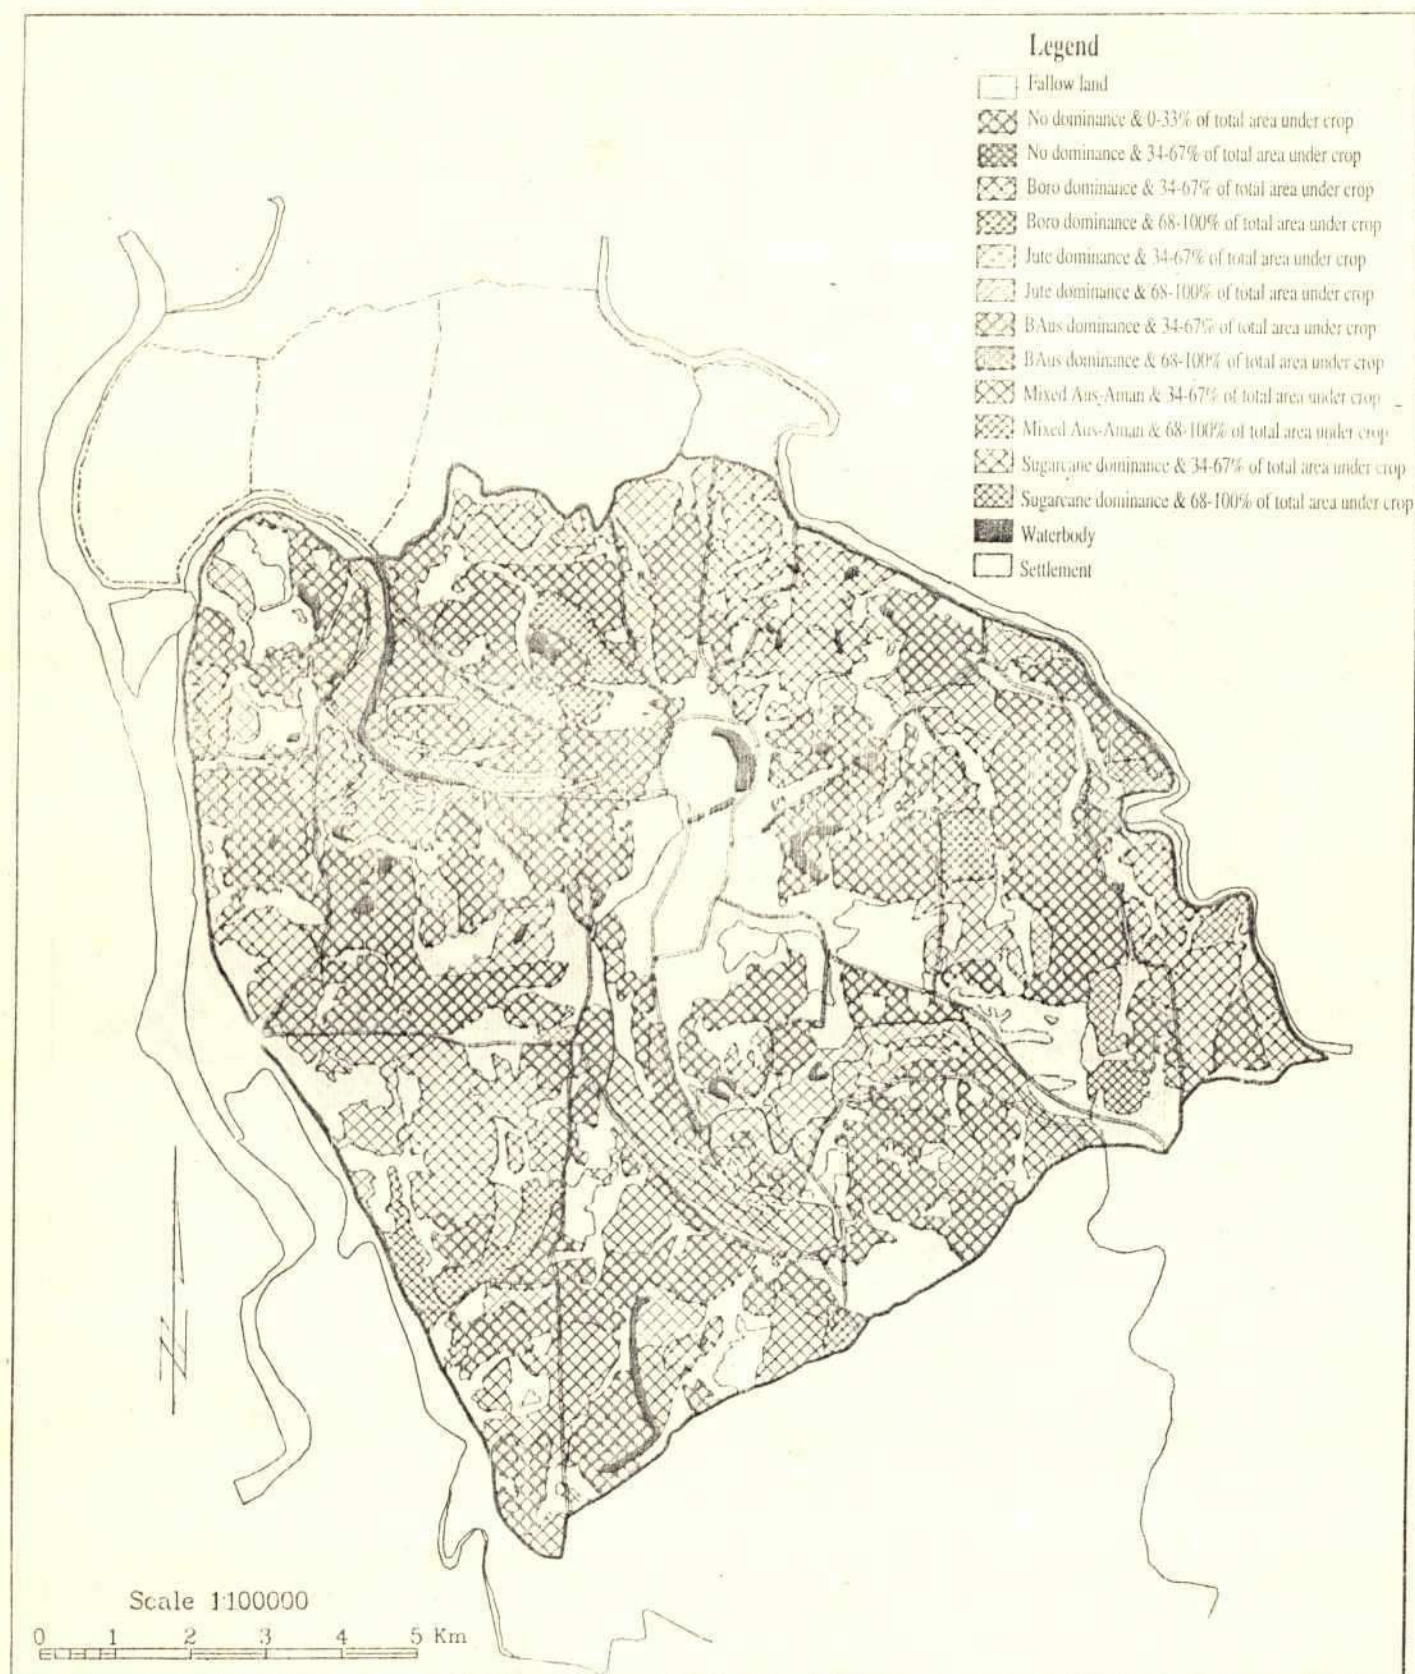 Legend
Fallow land
No dominance & 0-33% of total area under crop
No dominance & 34-67% of total area under crop
Boro dominance & 34-67% of total area under crop
Boro dominance & 68-100% of total area under crop
Jute dominance & 34-67% of total area under crop
Jute dominance & 68-100% of total area under crop
BAus dominance & 34-67% of total area under crop
BAus dominance & 68-100% of total area under crop
Mixed Aus-Aman & 34-67% of total area under crop
Mixed Aus-Aman & 68-100% of total area under crop
Sugarcane dominance & 34-67% of total area under crop
Sugarcane dominance & 68-100% of total area under crop
Waterbody
Settlement
Scale 1:100000
0 1 2 3 4 5 Km